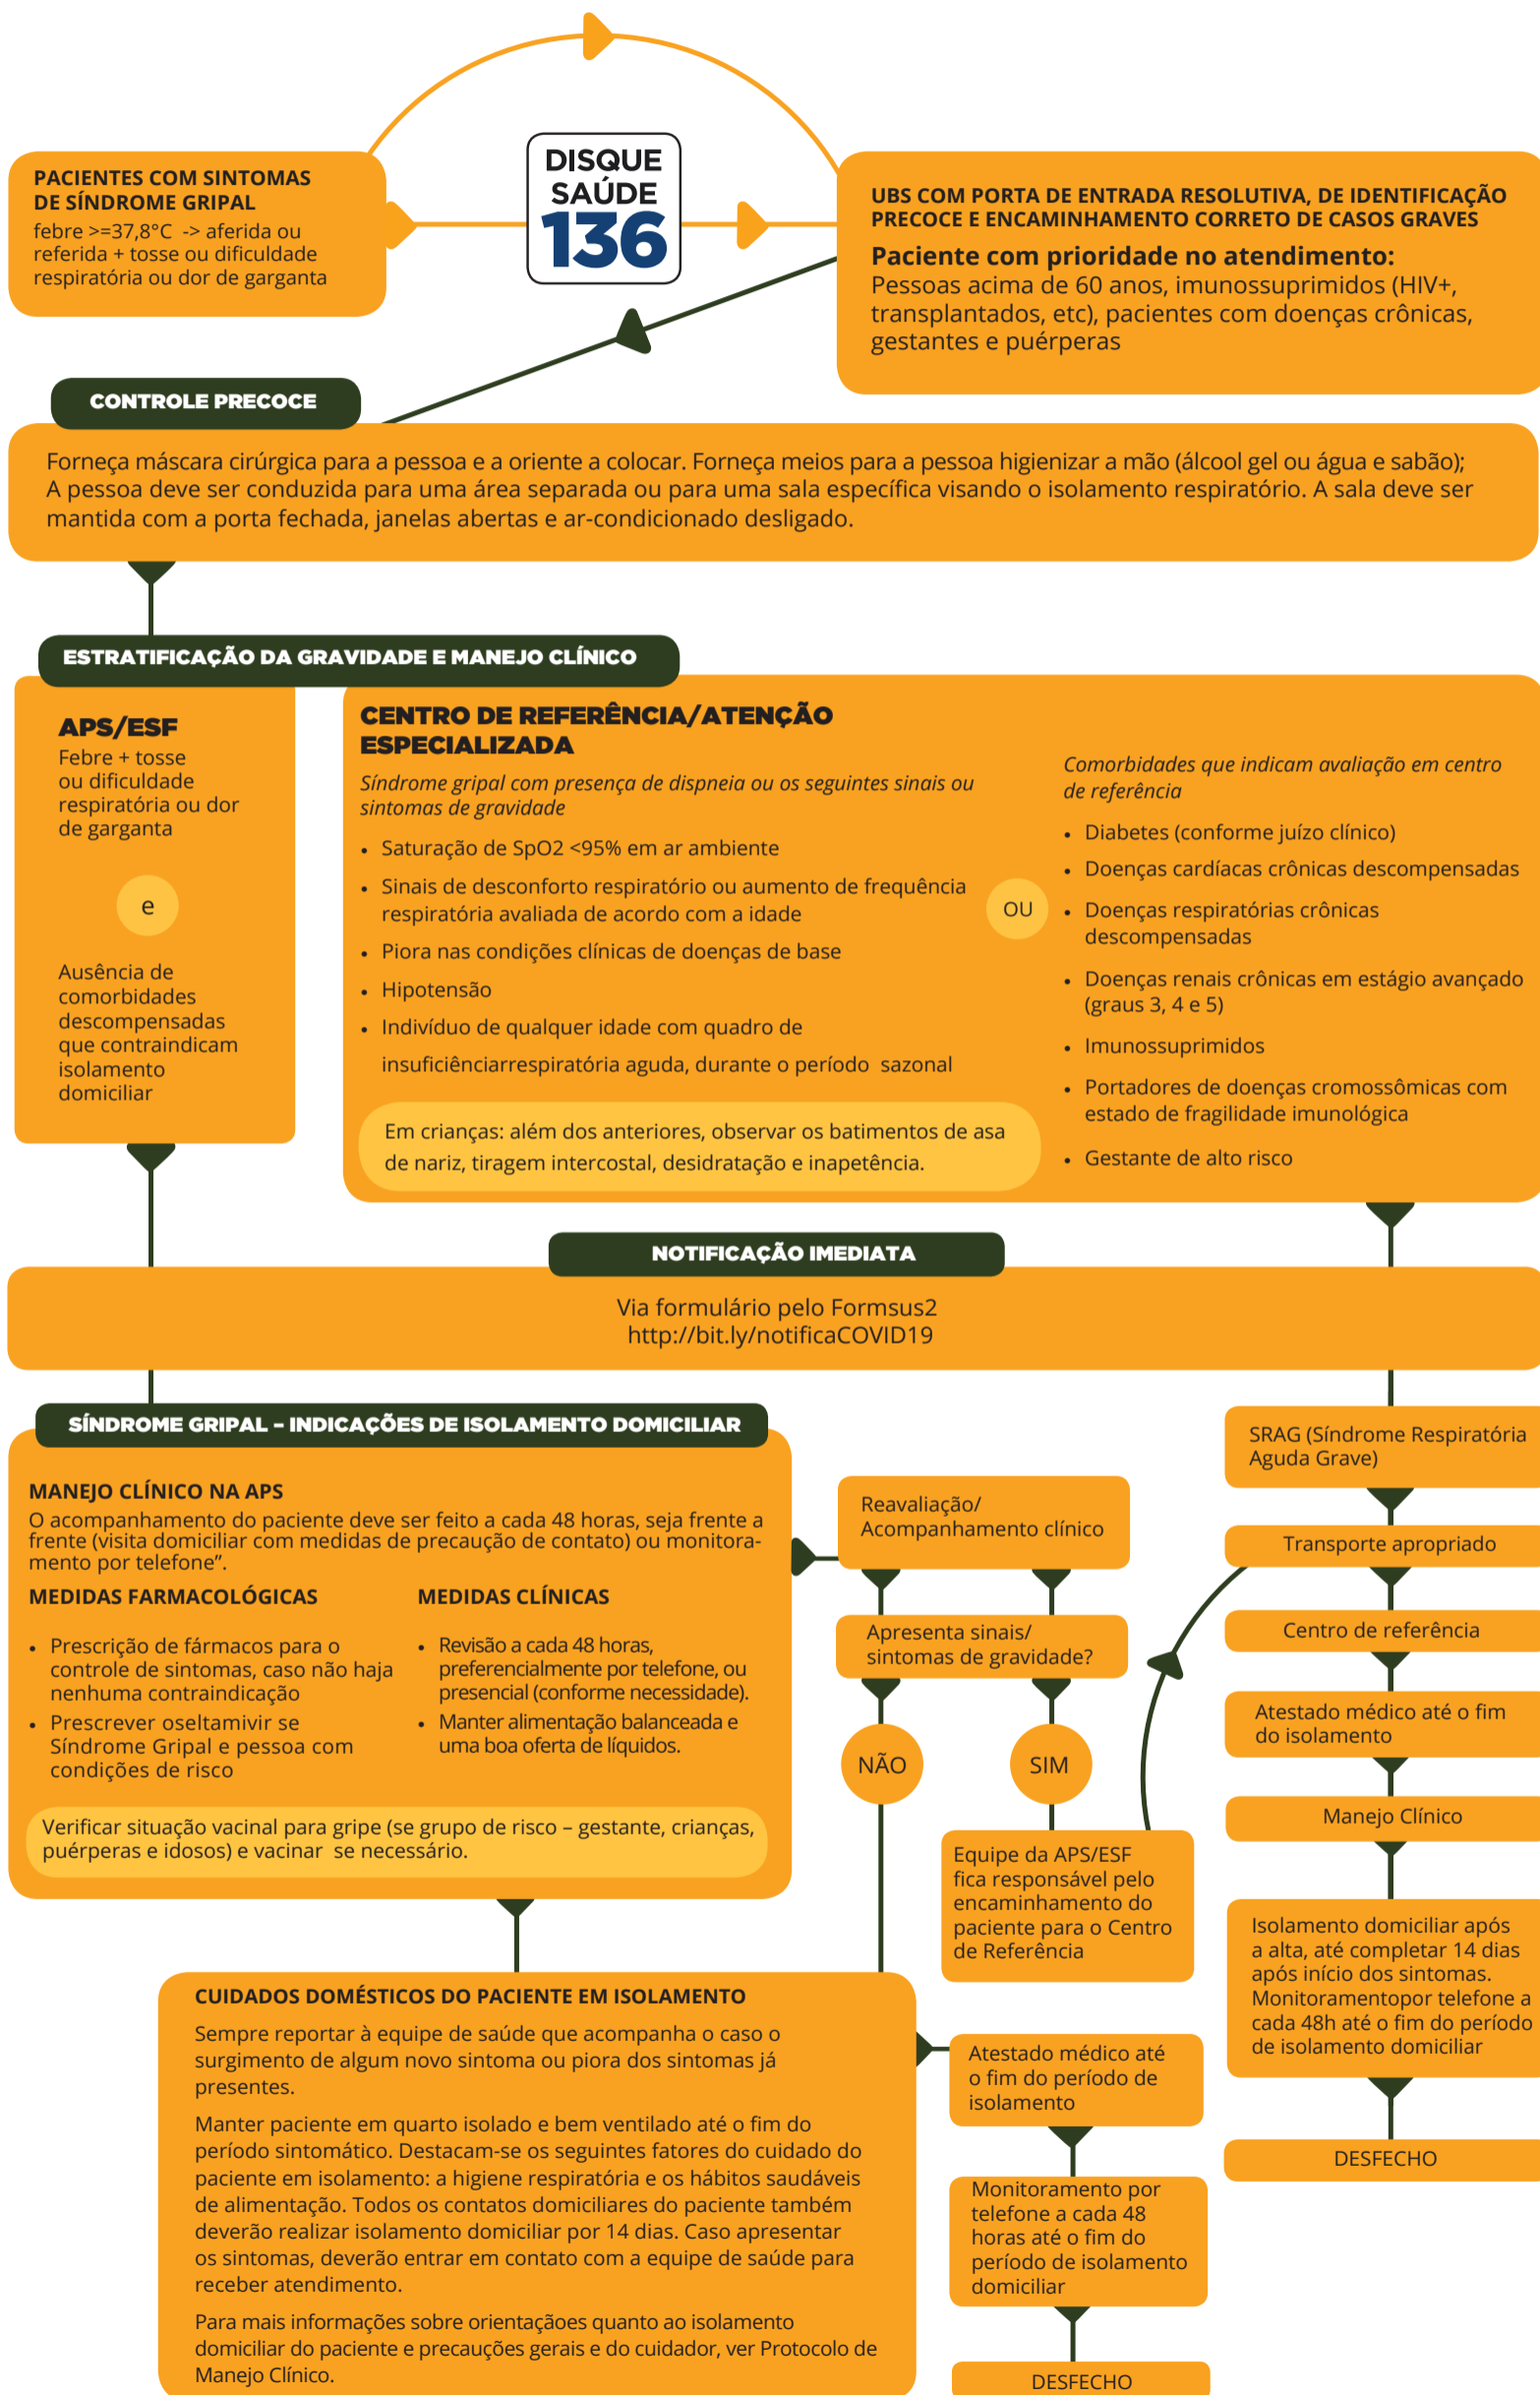 PACIENTES COM SINTOMAS
DE SÍNDROME GRIPAL
febre >=37,8°C -> aferida ou
referida + tosse ou dificuldade
respiratória ou dor de garganta
DISQUE
SAÚDE
136
UBS COM PORTA DE ENTRADA RESOLUTIVA, DE IDENTIFICAÇÃO
PRECOCE E ENCAMINHAMENTO CORRETO DE CASOS GRAVES
Paciente com prioridade no atendimento:
Pessoas acima de 60 anos, imunossuprimidos (HIV+,
transplantados, etc), pacientes com doenças crônicas,
gestantes e puérperas
CONTROLE PRECOCE
Forneça máscara cirúrgica para a pessoa e a oriente a colocar. Forneça meios para a pessoa higienizar a mão (álcool gel ou água e sabão);
A pessoa deve ser conduzida para uma área separada ou para uma sala específica visando o isolamento respiratório. A sala deve ser
mantida com a porta fechada, janelas abertas e ar-condicionado desligado.
ESTRATIFICAÇÃO DA GRAVIDADE E MANEJO CLÍNICO
APS/ESF
Febre + tosse
ou dificuldade
respiratória ou dor
de garganta
e
Ausência de
comorbidades
descompensadas
que contraindicam
isolamento
domiciliar
CENTRO DE REFERÊNCIA/ATENÇÃO
ESPECIALIZADA
Síndrome gripal com presença de dispneia ou os seguintes sinais ou
sintomas de gravidade
• Saturação de SpO2 <95% em ar ambiente
• Sinais de desconforto respiratório ou aumento de frequência
respiratória avaliada de acordo com a idade
• Piora nas condições clínicas de doenças de base
• Hipotensão
• Indivíduo de qualquer idade com quadro de
insuficiênciarrespiratória aguda, durante o período sazonal
Em crianças: além dos anteriores, observar os batimentos de asa
de nariz, tiragem intercostal, desidratação e inapetência.
OU
Comorbidades que indicam avaliação em centro
de referência
• Diabetes (conforme juízo clínico)
• Doenças cardíacas crônicas descompensadas
• Doenças respiratórias crônicas
descompensadas
• Doenças renais crônicas em estágio avançado
(graus 3, 4 e 5)
• Imunossuprimidos
• Portadores de doenças cromossômicas com
estado de fragilidade imunológica
• Gestante de alto risco
NOTIFICAÇÃO IMEDIATA
Via formulário pelo Formsus2
http://bit.ly/notificaCOVID19
SÍNDROME GRIPAL – INDICAÇÕES DE ISOLAMENTO DOMICILIAR
MANEJO CLÍNICO NA APS
O acompanhamento do paciente deve ser feito a cada 48 horas, seja frente a
frente (visita domiciliar com medidas de precaução de contato) ou monitora-
mento por telefone”.
MEDIDAS FARMACOLÓGICAS
• Prescrição de fármacos para o
controle de sintomas, caso não haja
nenhuma contraindicação
• Prescrever oseltamivir se
Síndrome Gripal e pessoa com
condições de risco
MEDIDAS CLÍNICAS
• Revisão a cada 48 horas,
preferencialmente por telefone, ou
presencial (conforme necessidade).
• Manter alimentação balanceada e
uma boa oferta de líquidos.
Verificar situação vacinal para gripe (se grupo de risco – gestante, crianças,
puérperas e idosos) e vacinar se necessário.
Reavaliação/
Acompanhamento clínico
Apresenta sinais/
sintomas de gravidade?
NÃO
SIM
Equipe da APS/ESF
fica responsável pelo
encaminhamento do
paciente para o Centro
de Referência
SRAG (Síndrome Respiratória
Aguda Grave)
Transporte apropriado
Centro de referência
Atestado médico até o fim
do isolamento
Manejo Clínico
Isolamento domiciliar após
a alta, até completar 14 dias
após início dos sintomas.
Monitoramentopor telefone a
cada 48h até o fim do período
de isolamento domiciliar
DESFECHO
CUIDADOS DOMÉSTICOS DO PACIENTE EM ISOLAMENTO
Sempre reportar à equipe de saúde que acompanha o caso o
surgimento de algum novo sintoma ou piora dos sintomas já
presentes.
Manter paciente em quarto isolado e bem ventilado até o fim do
período sintomático. Destacam-se os seguintes fatores do cuidado do
paciente em isolamento: a higiene respiratória e os hábitos saudáveis
de alimentação. Todos os contatos domiciliares do paciente também
deverão realizar isolamento domiciliar por 14 dias. Caso apresentar
os sintomas, deverão entrar em contato com a equipe de saúde para
receber atendimento.
Para mais informações sobre orientaçãoes quanto ao isolamento
domiciliar do paciente e precauções gerais e do cuidador, ver Protocolo de
Manejo Clínico.
Atestado médico até
o fim do período de
isolamento
Monitoramento por
telefone a cada 48
horas até o fim do
período de isolamento
domiciliar
DESFECHO